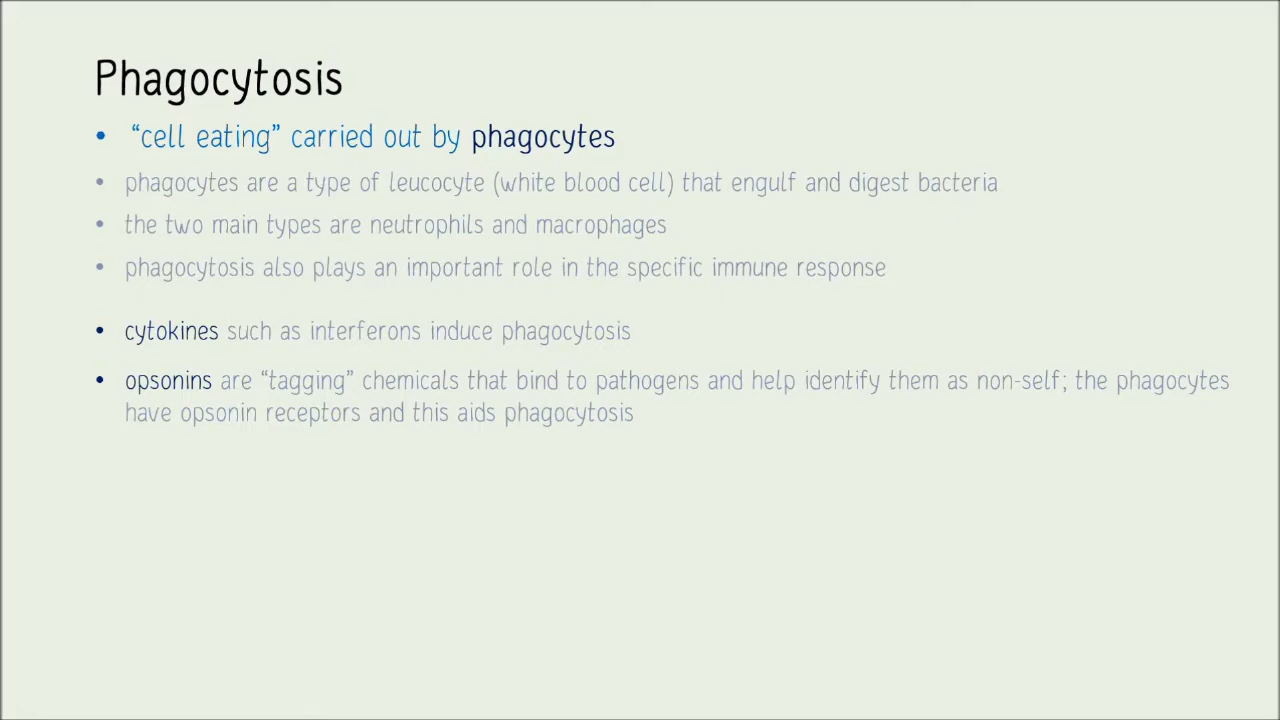 Phagocytosis
• “cell eating” carried out by phagocytes
• phagocytes are a type of leucocyte (white blood cell) that engulf and digest bacteria
• the two main types are neutrophils and macrophages
• phagocytosis also plays an important role in the specific immune response
• cytokines such as interferons induce phagocytosis
• opsonins are “tagging” chemicals that bind to pathogens and help identify them as non-self; the phagocytes
have opsonin receptors and this aids phagocytosis